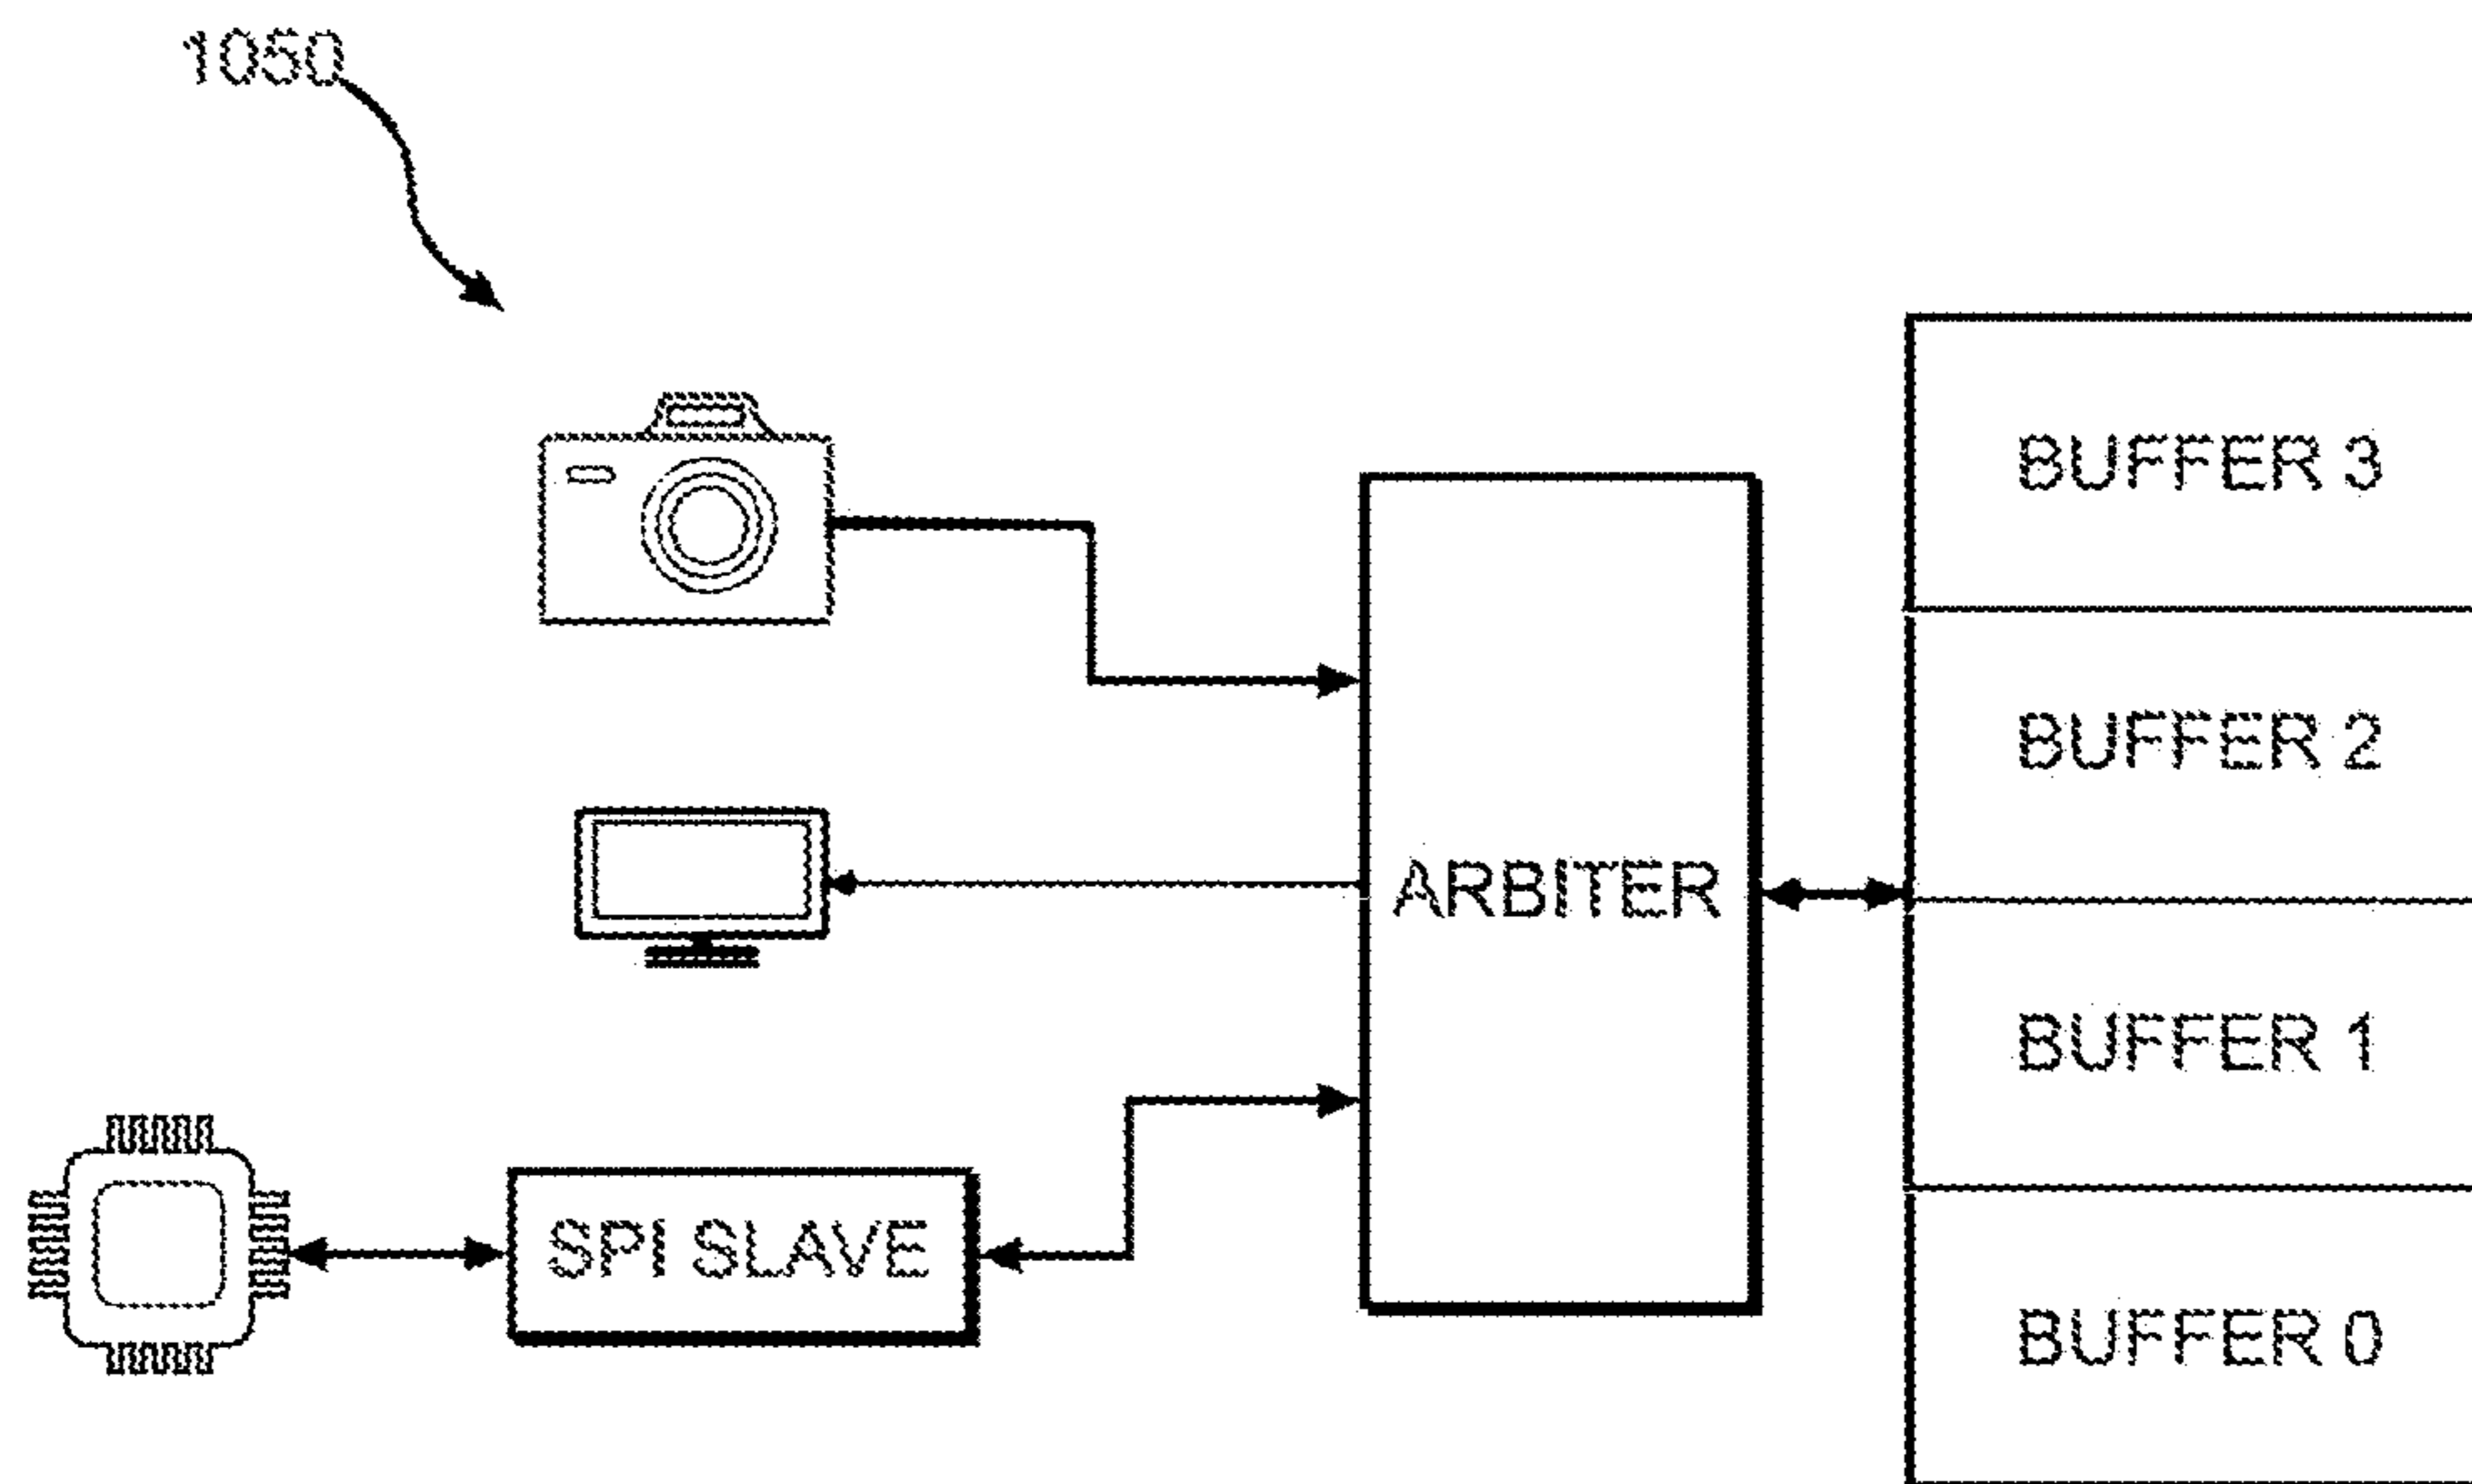 1050
BUFFER 3
BUFFER 2
ARBITER
BUFFER 1
SPI SLAVE
BUFFER 0